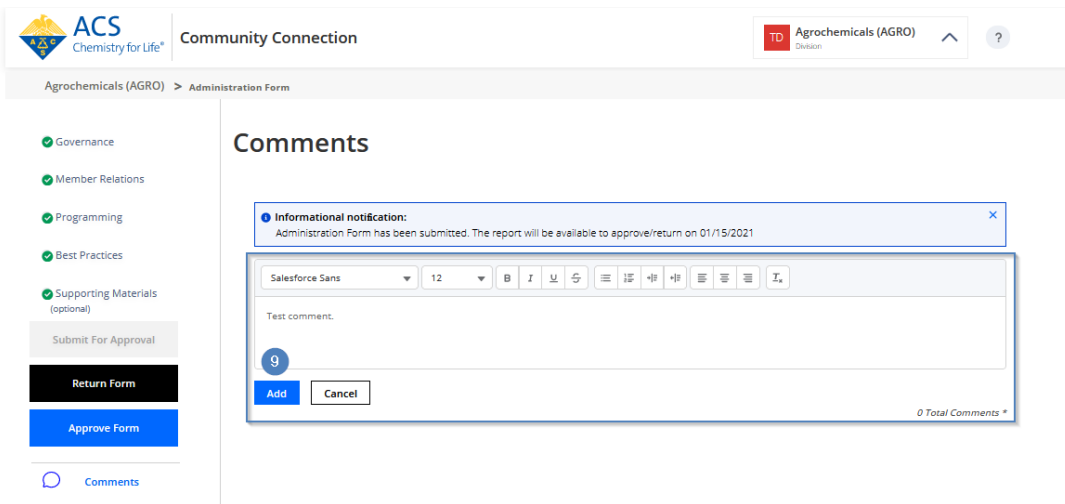 ACS
Chemistry for Life®
A C S
Community Connection
TD
Agrochemicals (AGRO)
Division
?
Agrochemicals (AGRO) > Administration Form
Governance
Member Relations
Programming
Best Practices
Supporting Materials
(optional)
Submit For Approval
Return Form
Approve Form
Comments
Comments
Informational notification:
Administration Form has been submitted. The report will be available to approve/return on 01/15/2021
Salesforce Sans 12 B I U S
Test comment.
9
Add Cancel
0 Total Comments *